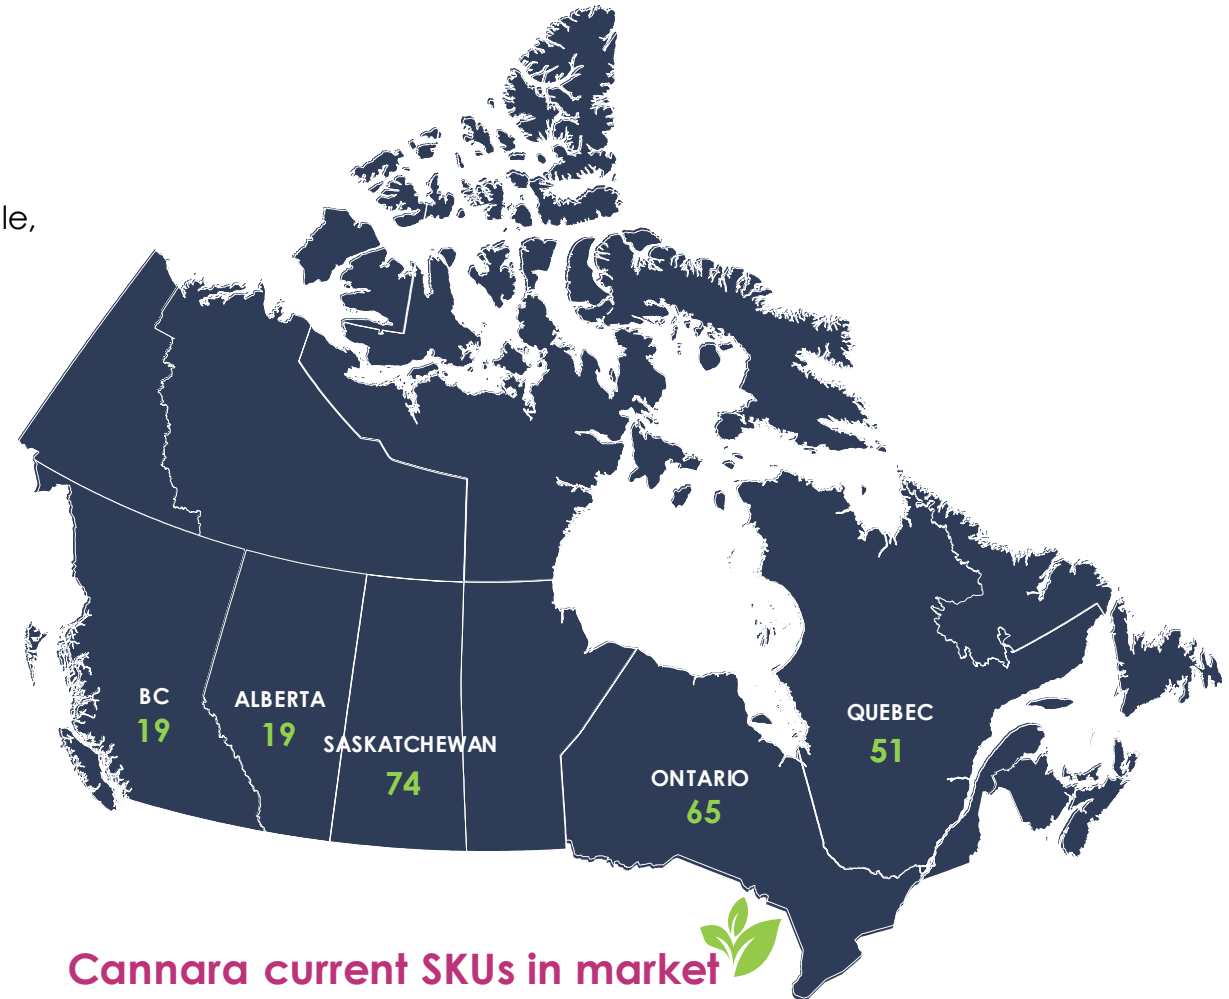 le,
BC
19
ALBERTA
19
SASKATCHEWAN
74
ONTARIO
65
QUEBEC
51
Cannara current SKUs in market